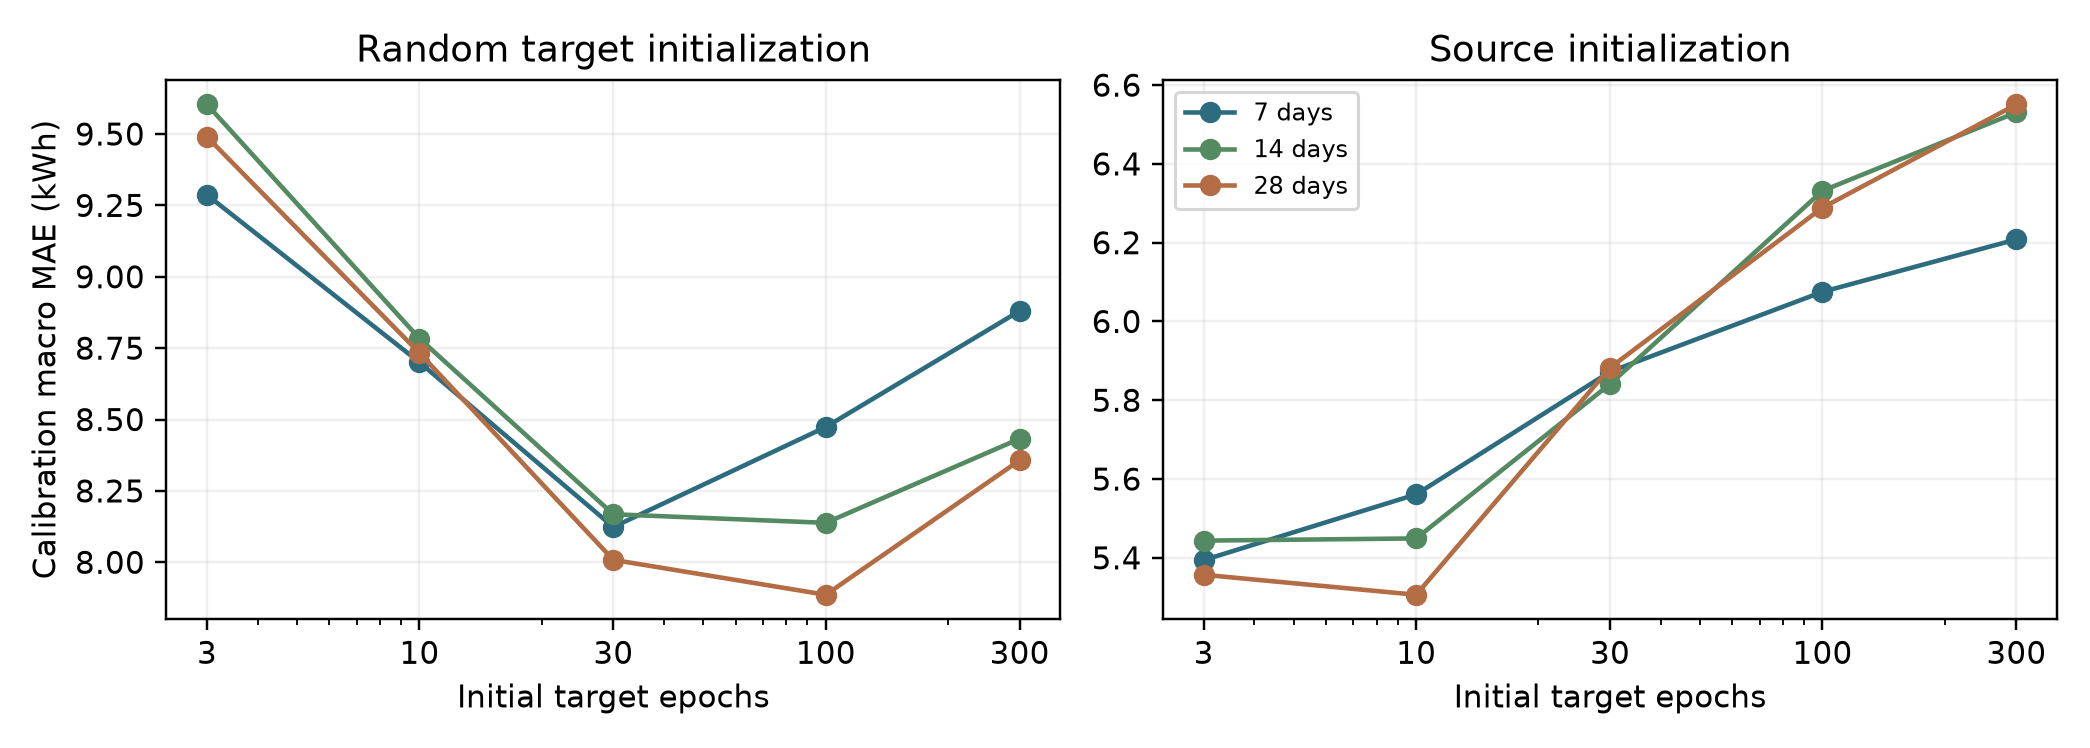 Random target initialization
Calibration macro MAE (kWh)
9.50
9.25
9.00
8.75
8.50
8.25
8.00
3 10 30 100 300
Initial target epochs
Source initialization
7 days
14 days
28 days
6.6
6.4
6.2
6.0
5.8
5.6
5.4
3 10 30 100 300
Initial target epochs